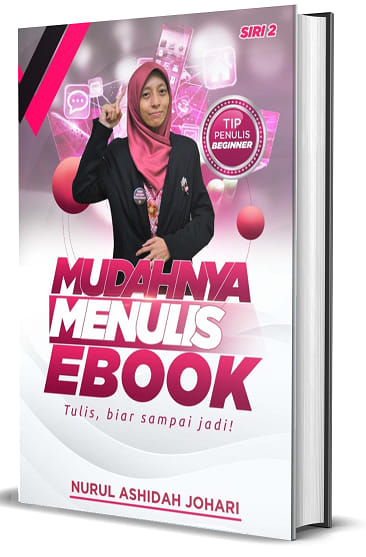 SIRI 2
TIP
PENULIS
BEGINNER
MUDAHNYA
MENULIS
EBOOK
Tulis, biar sampai jadi!
NURUL ASHIDAH JOHARI